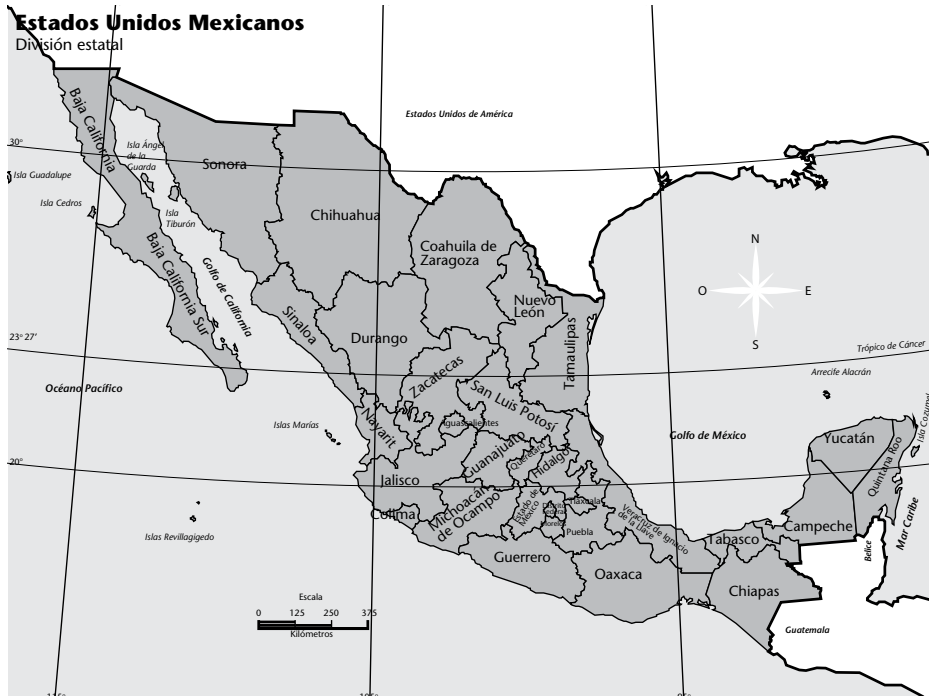 Estados Unidos Mexicanos
División estatal
Estados Unidos de América
Baja California
30°
Isla Ángel
de la
Guarda
Sonora
Isla Guadalupe
Isla Cedros
Isla
Tiburón
Chihuahua
Coahuila de
Zaragoza
N
O
E
S
Baja California Sur
Golfo de California
Sinaloa
Nuevo
León
Durango
Tamaulipas
23° 27'
Trópico de Cáncer
Zacatecas
Arrecife Alacrán
Océano Pacífico
San Luis Potosí
Nayarit
Aguascalientes
Islas Marías
Isla Cozumel
Golfo de México
Yucatán
Guanajuato
Querétaro
Hidalgo
20°
Quintana Roo
Jalisco
Michoacán
de Ocampo
Estado de
México
Distrito
Federal
Tlaxcala
Colima
Morelos
Puebla
Veracruz de Ignacio
de la Llave
Campeche
Tabasco
Mar Caribe
Islas Revillagigedo
Belice
Guerrero
Oaxaca
Chiapas
Escala
0 125 250 375
Kilómetros
Guatemala
115°
105°
95°